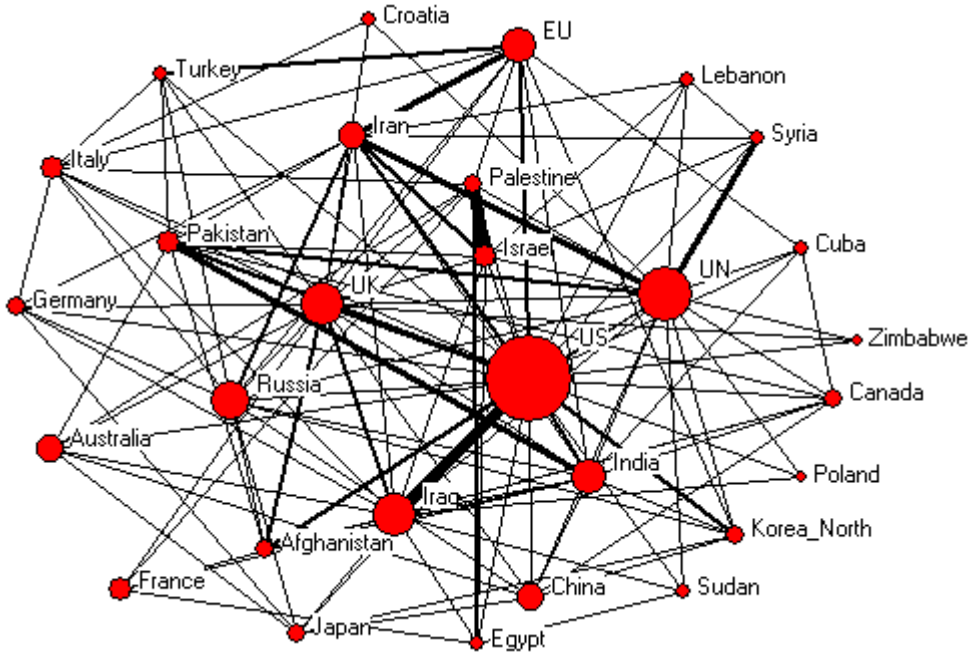 Croatia
EU
Turkey
Lebanon
Iran
Syria
Italy
Palestine
Pakistan
Israel
Cuba
UN
UK
Germany
US
Zimbabwe
Russia
Canada
Australia
India
Poland
Iraq
Korea_North
Afghanistan
France
China
Sudan
Japan
Egypt